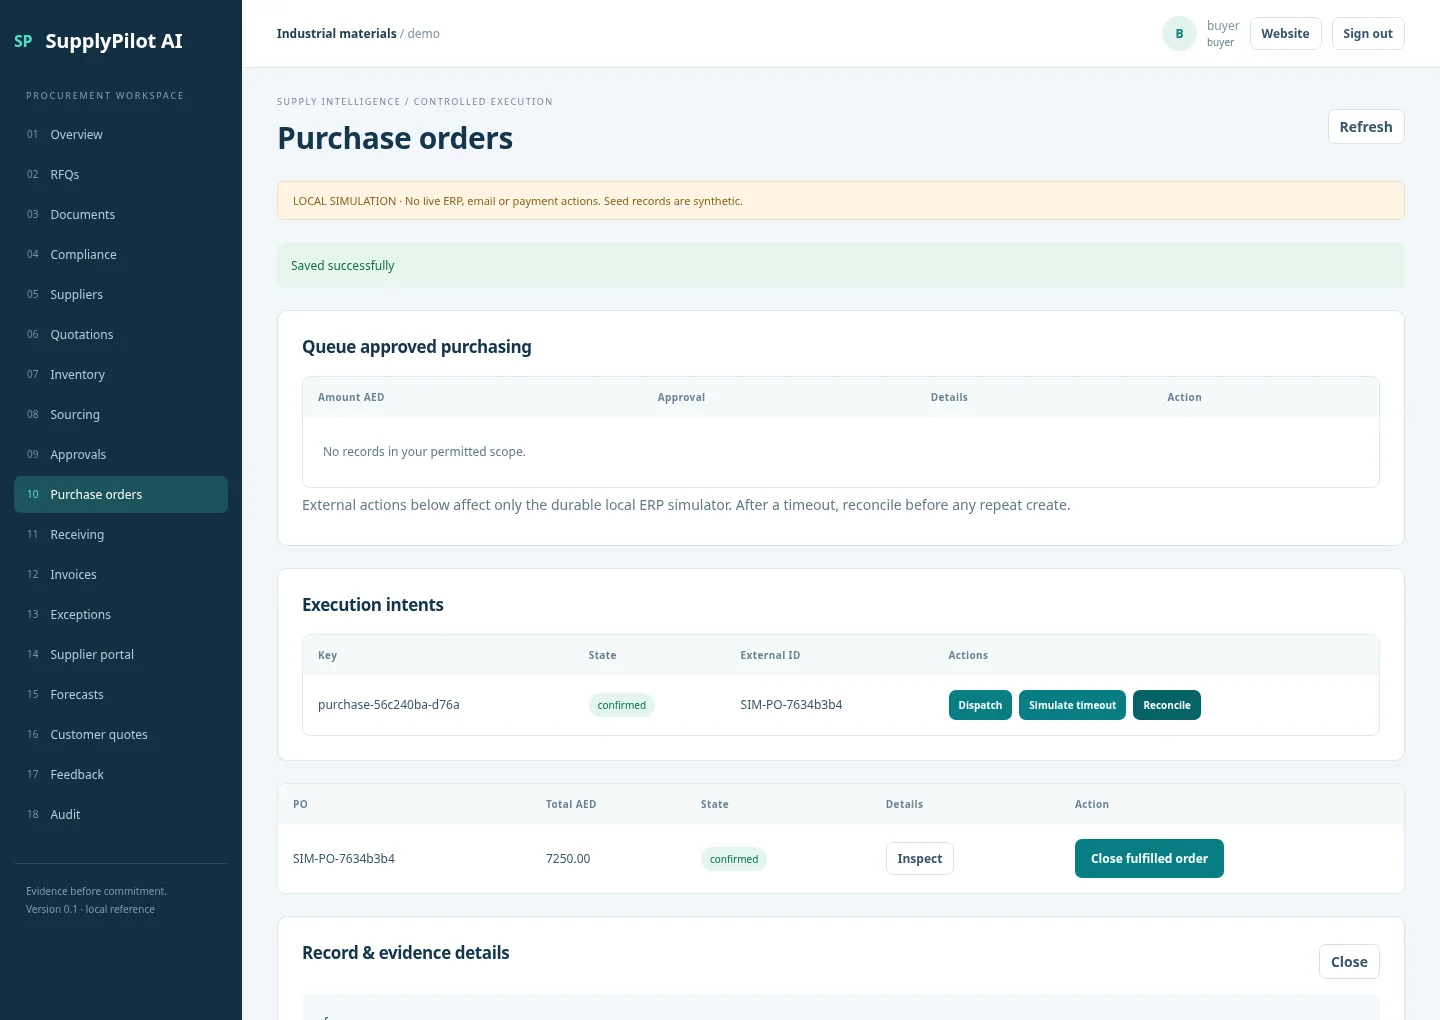 SP SupplyPilot AI
PROCUREMENT WORKSPACE
01 Overview
02 RFQs
03 Documents
04 Compliance
05 Suppliers
06 Quotations
07 Inventory
08 Sourcing
09 Approvals
10 Purchase orders
11 Receiving
12 Invoices
13 Exceptions
14 Supplier portal
15 Forecasts
16 Customer quotes
17 Feedback
18 Audit
Evidence before commitment.
Version 0.1 · local reference
Industrial materials / demo
B
buyer
buyer
Website
Sign out
SUPPLY INTELLIGENCE / CONTROLLED EXECUTION
Purchase orders
Refresh
LOCAL SIMULATION · No live ERP, email or payment actions. Seed records are synthetic.
Saved successfully
Queue approved purchasing
Amount AED Approval Details Action
No records in your permitted scope.
External actions below affect only the durable local ERP simulator. After a timeout, reconcile before any repeat create.
Execution intents
Key State External ID Actions
purchase-56c240ba-d76a confirmed SIM-PO-7634b3b4 Dispatch Simulate timeout Reconcile
PO Total AED State Details Action
SIM-PO-7634b3b4 7250.00 confirmed Inspect Close fulfilled order
Record & evidence details
Close